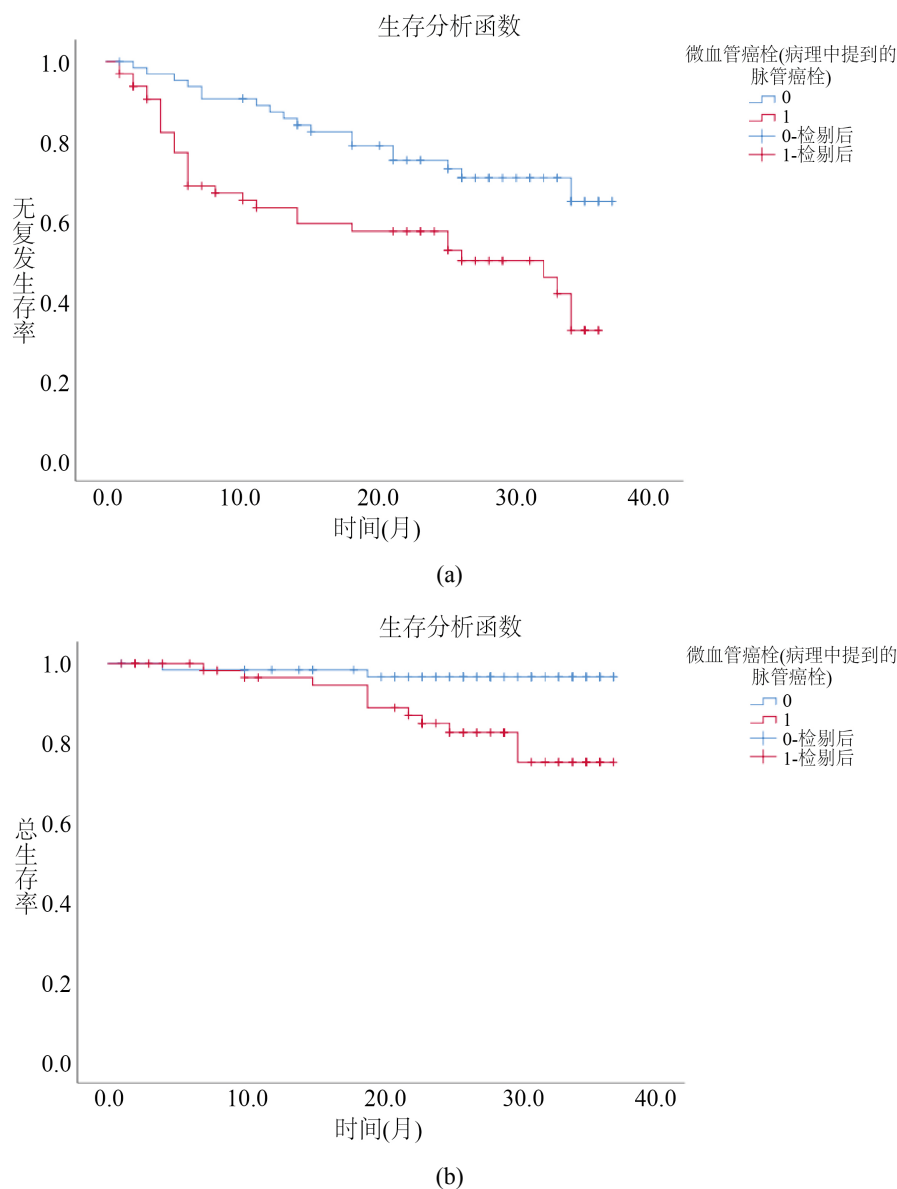 生存分析函数
微血管癌栓(病理中提到的
脉管癌栓)
0
1
0-检剔后
1-检剔后
无复发生存率
1.0
0.8
0.6
0.4
0.2
0.0
0.0 10.0 20.0 30.0 40.0
时间(月)
(a)
生存分析函数
微血管癌栓(病理中提到的
脉管癌栓)
0
1
0-检剔后
1-检剔后
总生存率
1.0
0.8
0.6
0.4
0.2
0.0
0.0 10.0 20.0 30.0 40.0
时间(月)
(b)